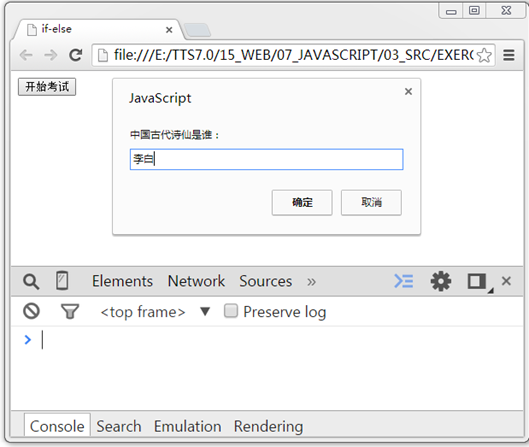 if-else
file:///E:/TTS7.0/15_WEB/07_JAVASCRIPT/03_SRC/EXER
开始考试
JavaScript
中国古代诗仙是谁：
李白
确定 取消
Elements Network Sources »
<top frame> ▼ Preserve log
Console Search Emulation Rendering